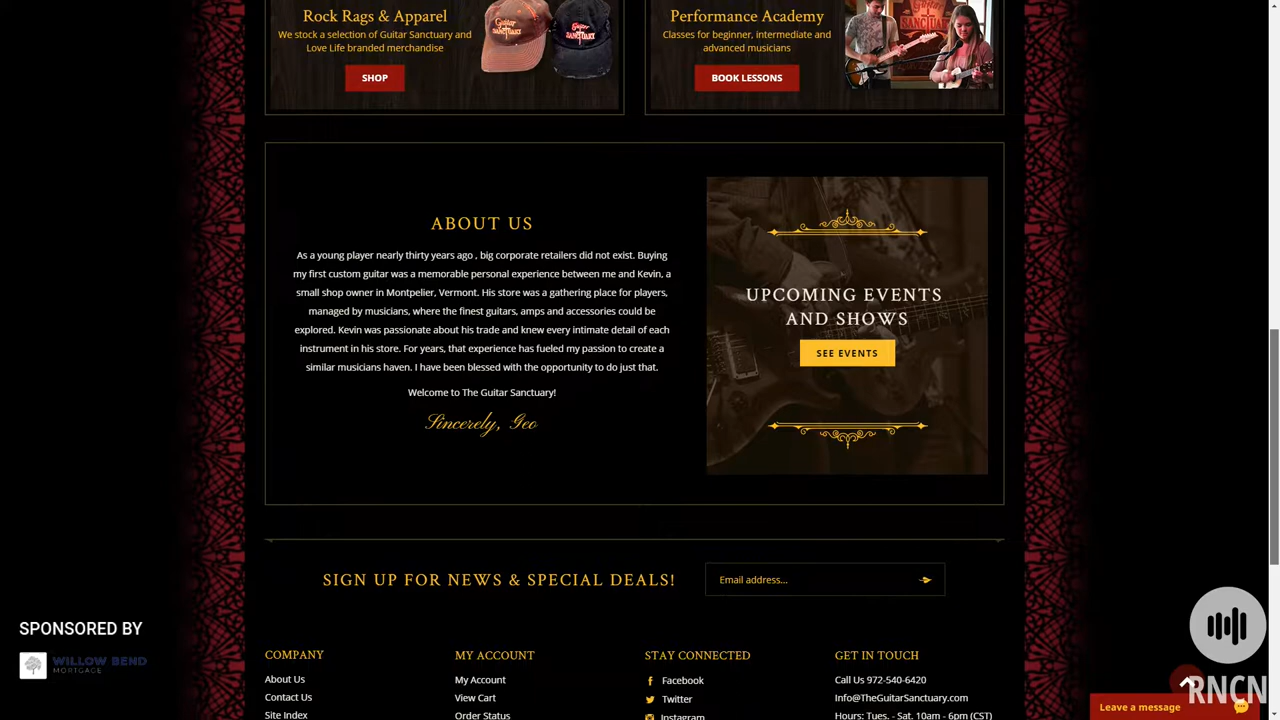 Rock Rags & Apparel
We stock a selection of Guitar Sanctuary and
Love Life branded merchandise
SHOP
Performance Academy
Classes for beginner, intermediate and
advanced musicians
BOOK LESSONS
ABOUT US
As a young player nearly thirty years ago , big corporate retailers did not exist. Buying
my first custom guitar was a memorable personal experience between me and Kevin, a
small shop owner in Montpelier, Vermont. His store was a gathering place for players,
managed by musicians, where the finest guitars, amps and accessories could be
explored. Kevin was passionate about his trade and knew every intimate detail of each
instrument in his store. For years, that experience has fueled my passion to create a
similar musicians haven. I have been blessed with the opportunity to do just that.
Welcome to The Guitar Sanctuary!
Sincerely, Geo
UPCOMING EVENTS
AND SHOWS
SEE EVENTS
SIGN UP FOR NEWS & SPECIAL DEALS!
Email address...
SPONSORED BY
WILLOW BEND
MORTGAGE
COMPANY
About Us
Contact Us
Site Index
MY ACCOUNT
My Account
View Cart
Order Status
STAY CONNECTED
Facebook
Twitter
Instagram
GET IN TOUCH
Call Us 972-540-6420
Info@TheGuitarSanctuary.com
Hours: Tues. - Sat. 10am - 6pm (CST)
RNCN
Leave a message